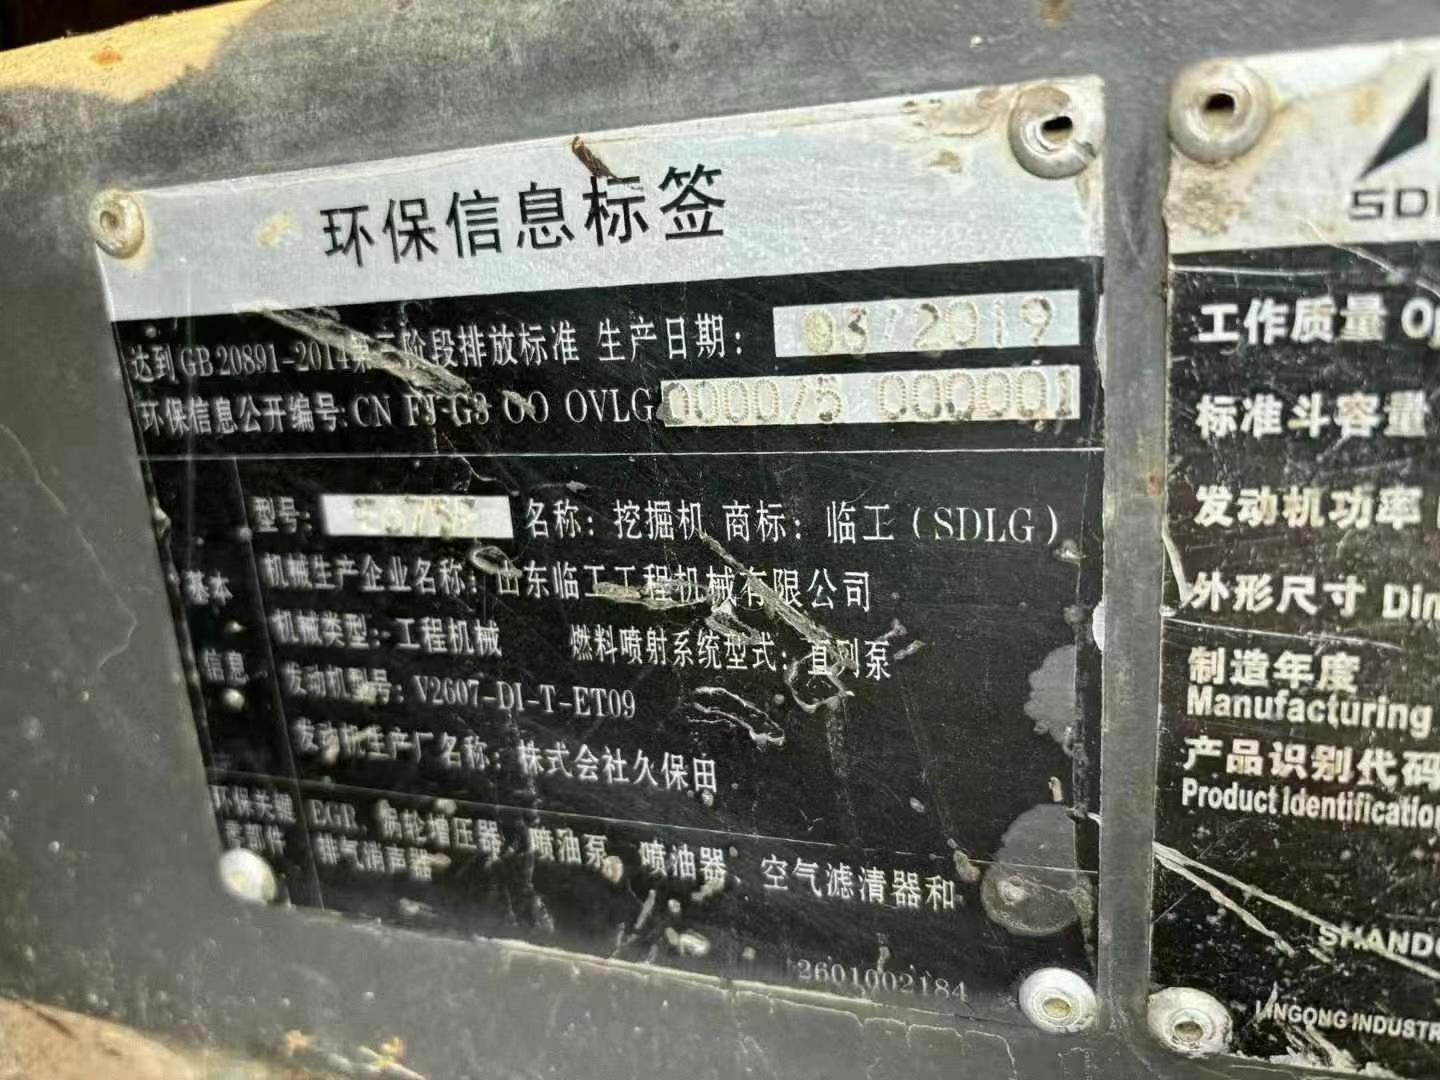 环保信息标签
达到GB 20891-2014第三阶段排放标准 生产日期: 03/2019
环保信息公开编号: CN FJ G3 OO OVLG 000075 000001
型号: 名称: 挖掘机 商标: 临工 (SDLG)
基本
信息
机械生产企业名称: 山东临工工程机械有限公司
机械类型: 工程机械 燃料喷射系统型式: 直列泵
发动机型号: V2607-DI-T-ET09
发动机生产厂名称: 株式会社久保田
环保关键
零部件
EGR、涡轮增压器、喷油泵、喷油器、空气滤清器和
排气消声器
2601002184
SD
工作质量 Op
标准斗容量
发动机功率
外形尺寸 Dim
制造年度
Manufacturing
产品识别代码
Product Identification
SHANDO
LINGONG INDUSTR